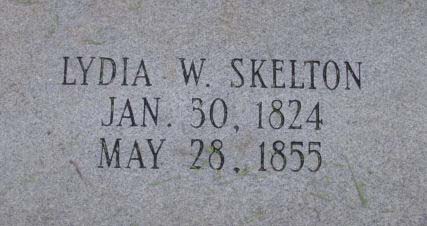 LYDIA W. SKELTON
JAN. 30, 1824
MAY 28, 1855